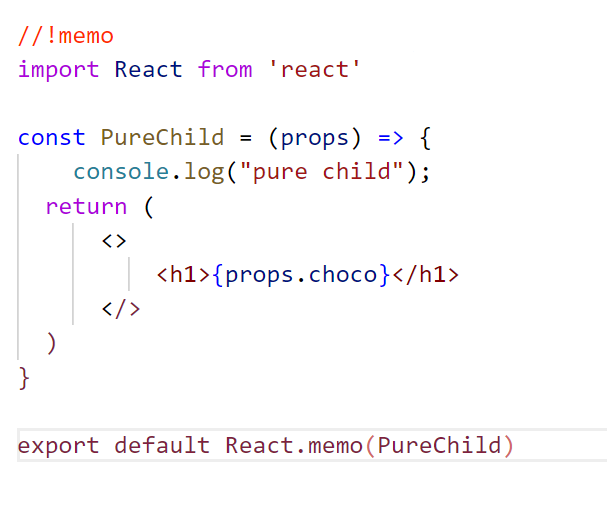 //!memo
import React from 'react'
const PureChild = (props) => {
console.log("pure child");
return (
<>
<h1>{props.choco}</h1>
</>
)
}
export default React.memo(PureChild)